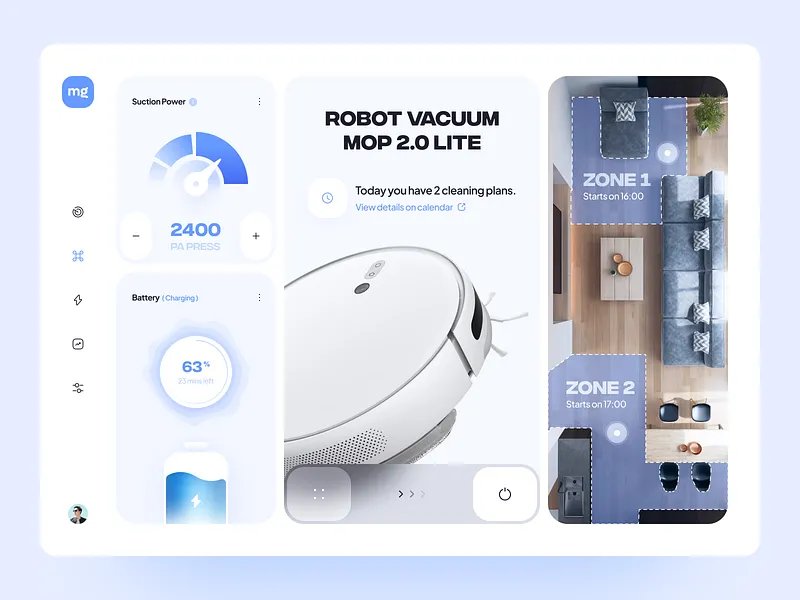 mg
Suction Power
2400
PA PRESS
Battery (Charging)
63%
23 mins left
ROBOT VACUUM
MOP 2.0 LITE
Today you have 2 cleaning plans.
View details on calendar
ZONE 1
Starts on 16:00
ZONE 2
Starts on 17:00